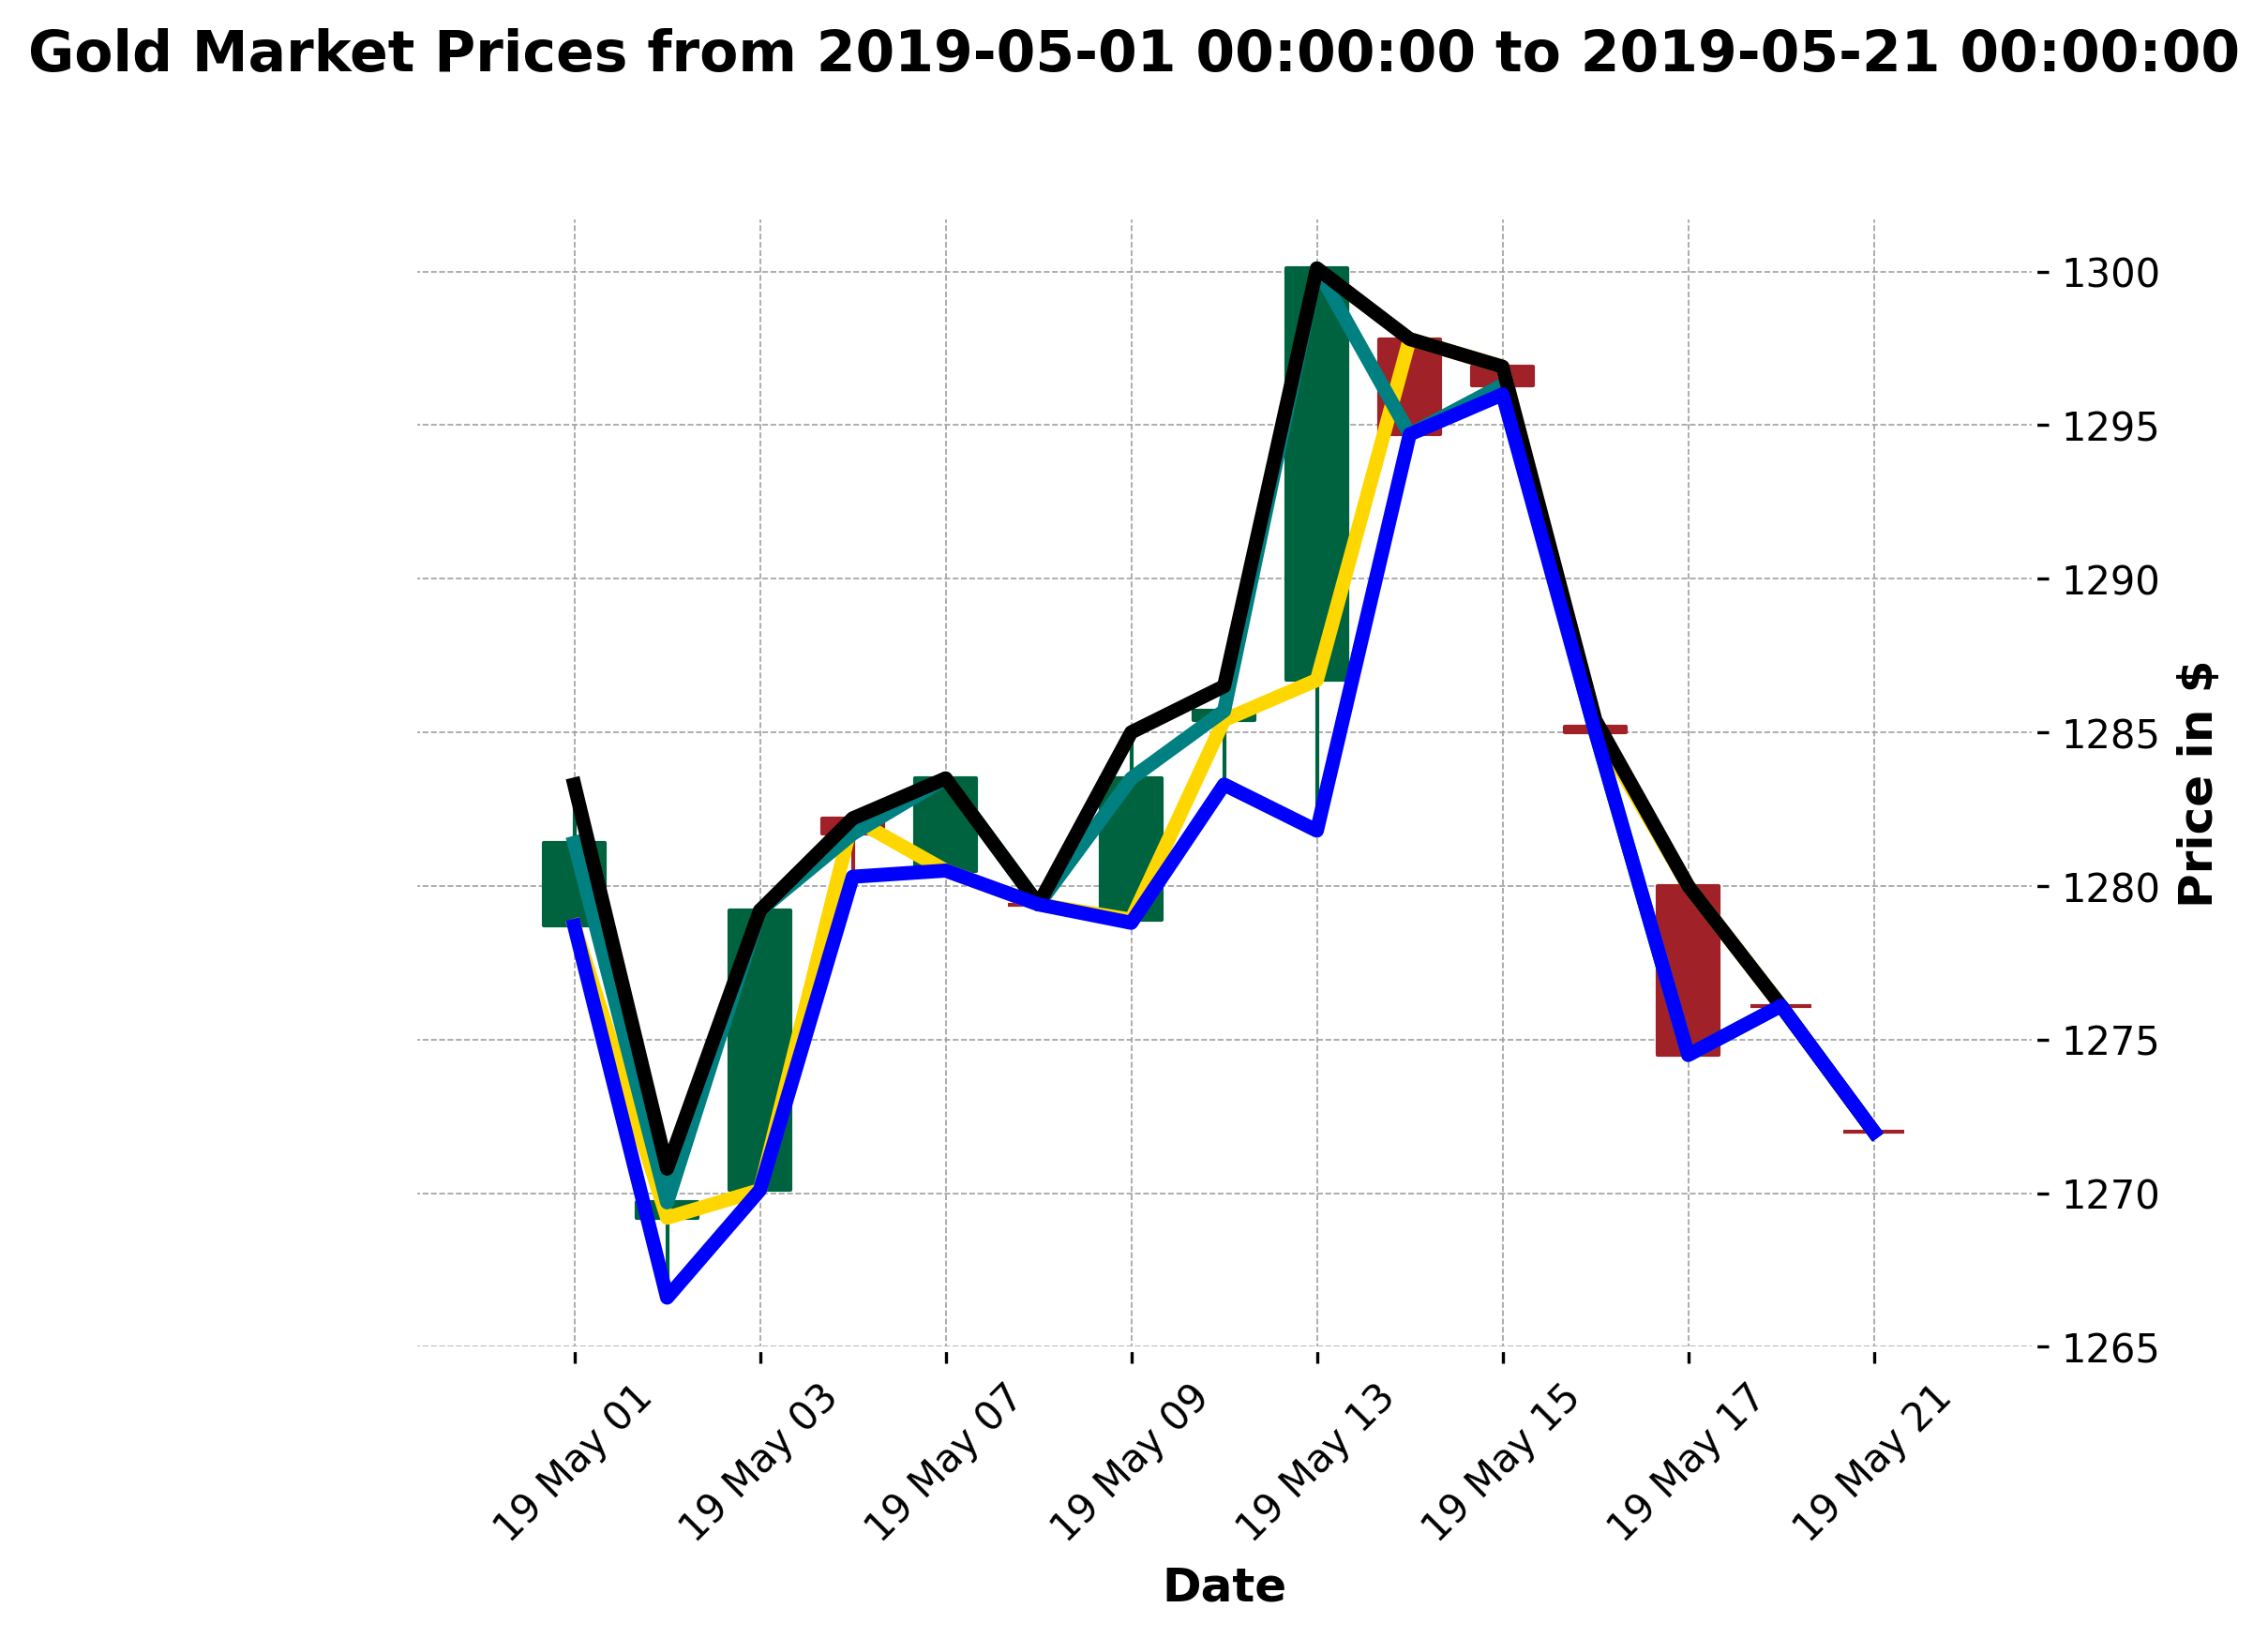 Gold Market Prices from 2019-05-01 00:00:00 to 2019-05-21 00:00:00
1300
1295
1290
1285
1280
1275
1270
1265
Price in $
19 May 01
19 May 03
19 May 07
19 May 09
19 May 13
19 May 15
19 May 17
19 May 21
Date